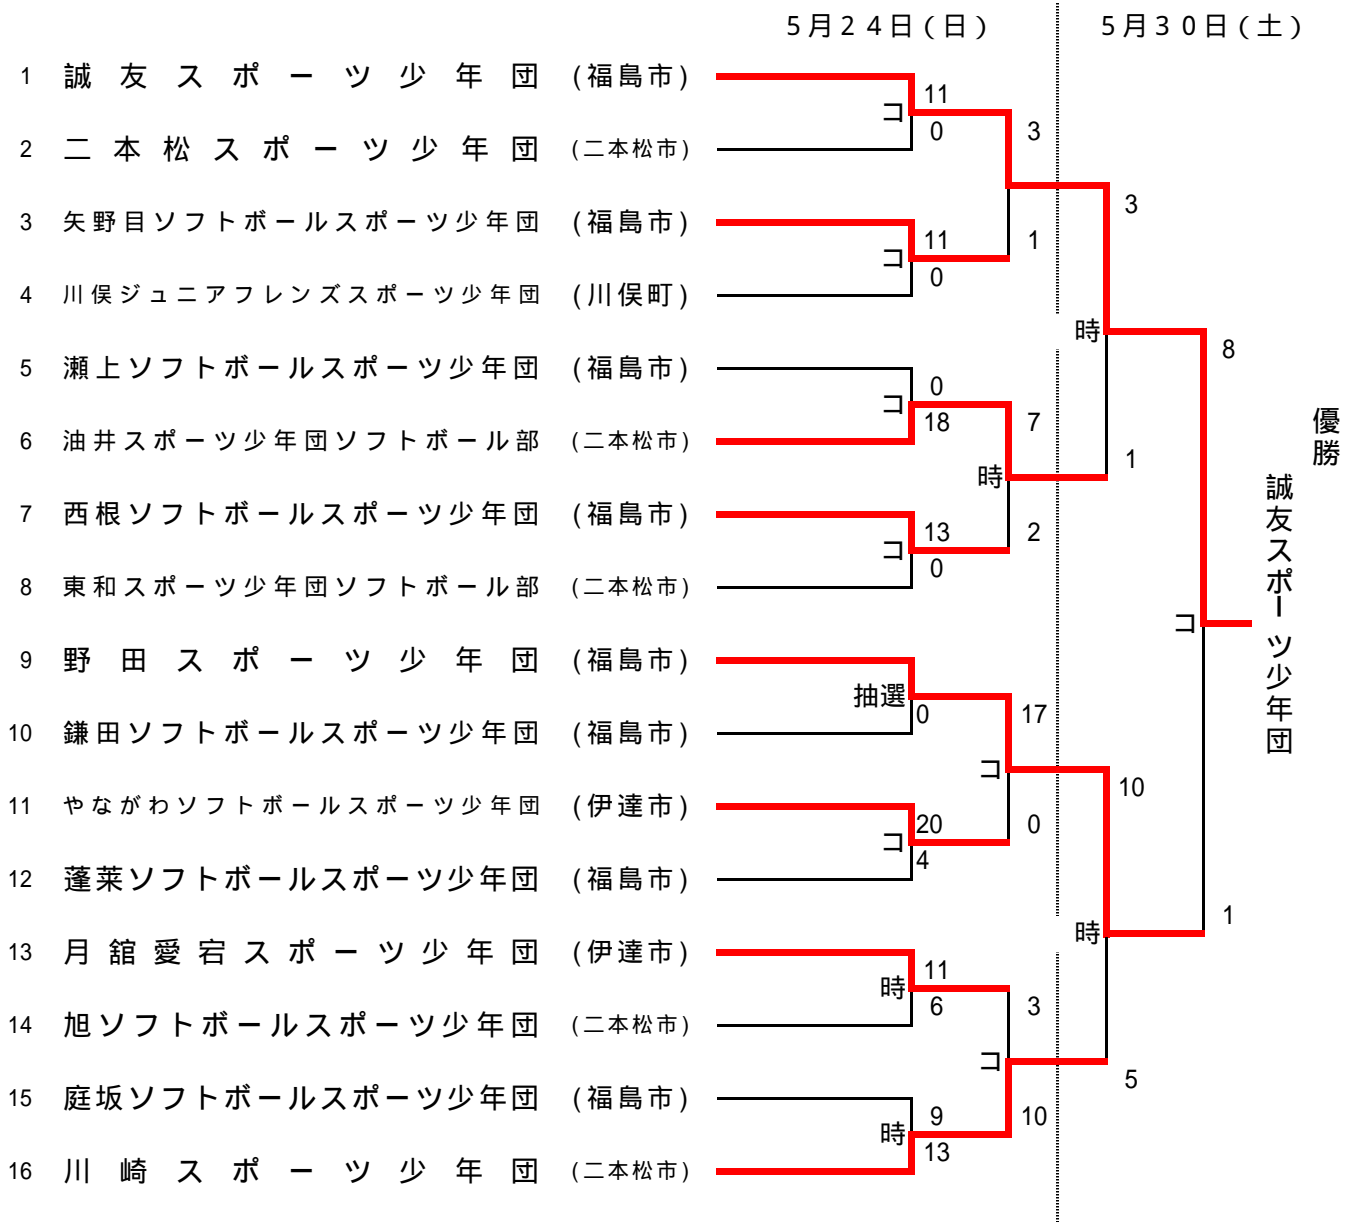 5月24日(日)
5月30日(土)
1 誠友スポーツ少年団 (福島市)
11
コ
0
3
2 二本松スポーツ少年団 (二本松市)
3
3 矢野目ソフトボールスポーツ少年団 (福島市)
11
1
コ
0
4 川俣ジュニアフレンズスポーツ少年団 (川俣町)
時
8
5 瀬上ソフトボールスポーツ少年団 (福島市)
0
コ
18
7
6 油井スポーツ少年団ソフトボール部 (二本松市)
1
時
7 西根ソフトボールスポーツ少年団 (福島市)
13
2
コ
0
8 東和スポーツ少年団ソフトボール部 (二本松市)
コ
優勝
誠友スポーツ少年団
9 野田スポーツ少年団 (福島市)
抽選
0
17
10 鎌田ソフトボールスポーツ少年団 (福島市)
コ
10
11 やながわソフトボールスポーツ少年団 (伊達市)
20
0
コ
4
12 蓬莱ソフトボールスポーツ少年団 (福島市)
1
時
13 月舘愛宕スポーツ少年団 (伊達市)
11
時
6
3
14 旭ソフトボールスポーツ少年団 (二本松市)
コ
5
15 庭坂ソフトボールスポーツ少年団 (福島市)
9
10
時
13
16 川崎スポーツ少年団 (二本松市)